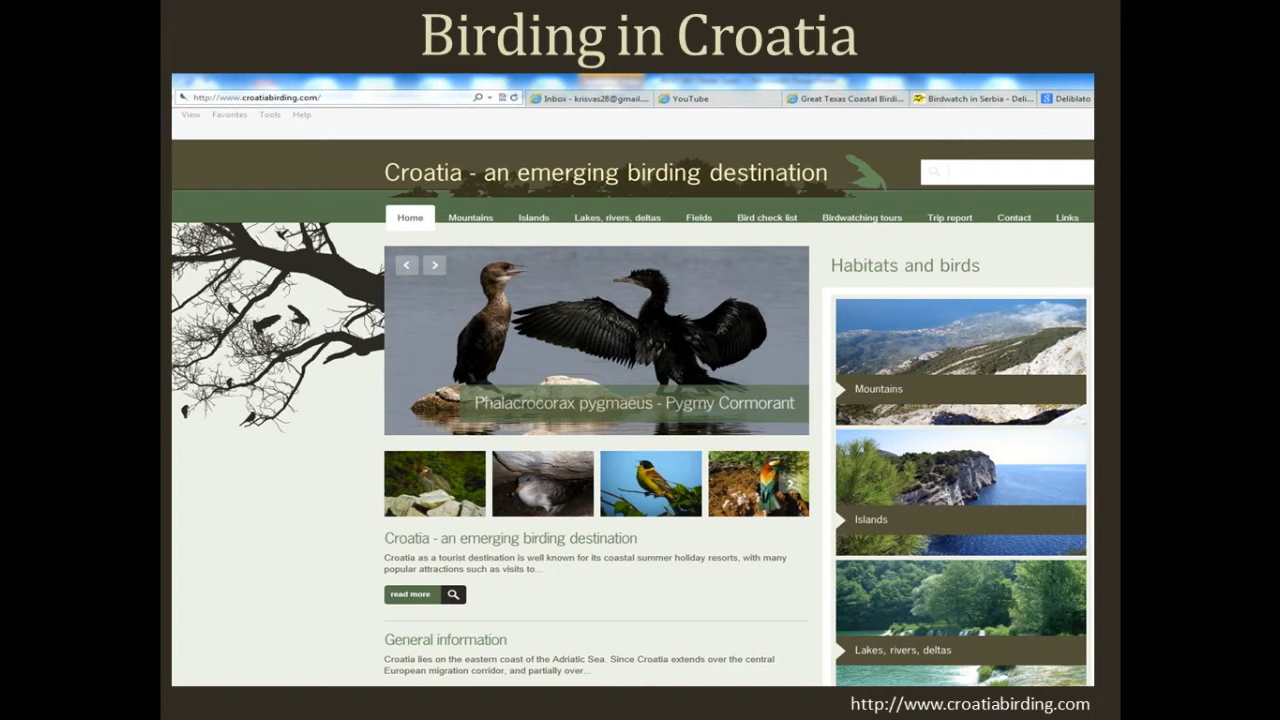 Birding in Croatia
http://www.croatiabirding.com/
Inbox - krisvas28@gmail....
YouTube
Great Texas Coastal Birdi...
Birdwatch in Serbia - Deli...
Deliblato
View Favorites Tools Help
Croatia - an emerging birding destination
Home Mountains Islands Lakes, rivers, deltas Fields Bird check list Birdwatching tours Trip report Contact Links
Phalacrocorax pygmaeus - Pygmy Cormorant
Croatia - an emerging birding destination
Croatia as a tourist destination is well known for its coastal summer holiday resorts, with many
popular attractions such as visits to...
read more
General information
Croatia lies on the eastern coast of the Adriatic Sea. Since Croatia extends over the central
European migration corridor, and partially over...
Habitats and birds
Mountains
Islands
Lakes, rivers, deltas
http://www.croatiabirding.com